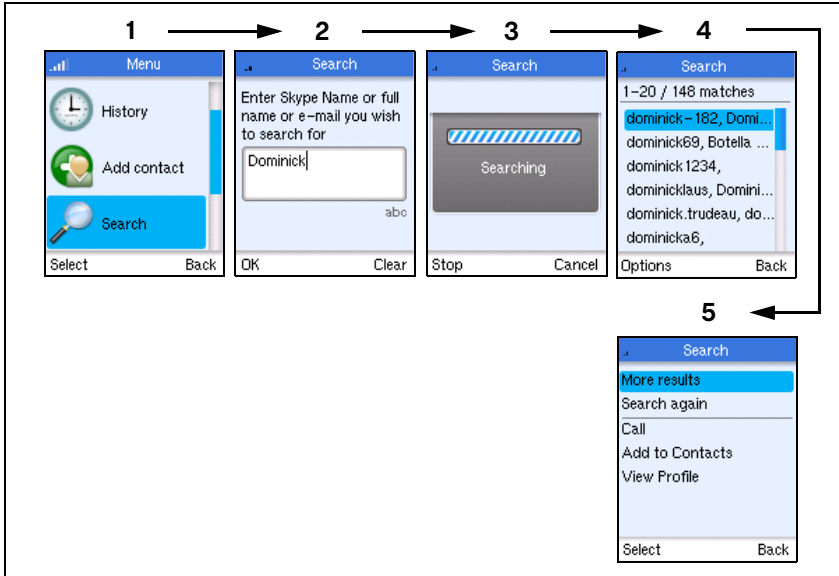 1
2
3
4
Menu
History
Add contact
Search
Select Back
Search
Enter Skype Name or full
name or e-mail you wish
to search for
Dominick
abc
OK Clear
Search
Searching
Stop Cancel
Search
1-20 / 148 matches
dominick-182, Domi...
dominick69, Botella ...
dominick1234,
dominicklaus, Domini...
dominick.trudeau, do...
dominicka6,
Options Back
5
Search
More results
Search again
Call
Add to Contacts
View Profile
Select Back